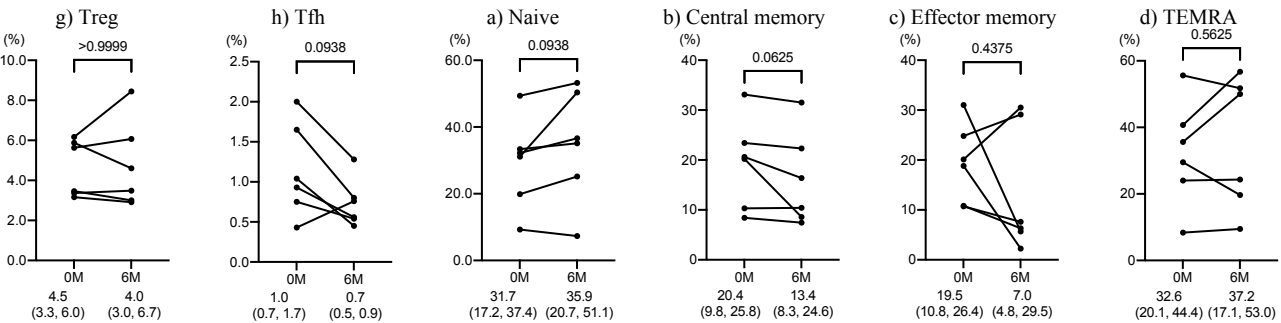 g) Treg
(%)
>0.9999
10.0
8.0
6.0
4.0
2.0
0.0
0M 6M
4.5 4.0
(3.3, 6.0) (3.0, 6.7)
h) Tfh
(%)
0.0938
2.5
2.0
1.5
1.0
0.5
0.0
0M 6M
1.0 0.7
(0.7, 1.7) (0.5, 0.9)
a) Naive
(%)
0.0938
60.0
40.0
20.0
0.0
0M 6M
31.7 35.9
(17.2, 37.4) (20.7, 51.1)
b) Central memory
(%)
0.0625
40
30
20
10
0
0M 6M
20.4 13.4
(9.8, 25.8) (8.3, 24.6)
c) Effector memory
(%)
0.4375
40
30
20
10
0
0M 6M
19.5 7.0
(10.8, 26.4) (4.8, 29.5)
d) TEMRA
(%)
0.5625
60
40
20
0
0M 6M
32.6 37.2
(20.1, 44.4) (17.1, 53.0)